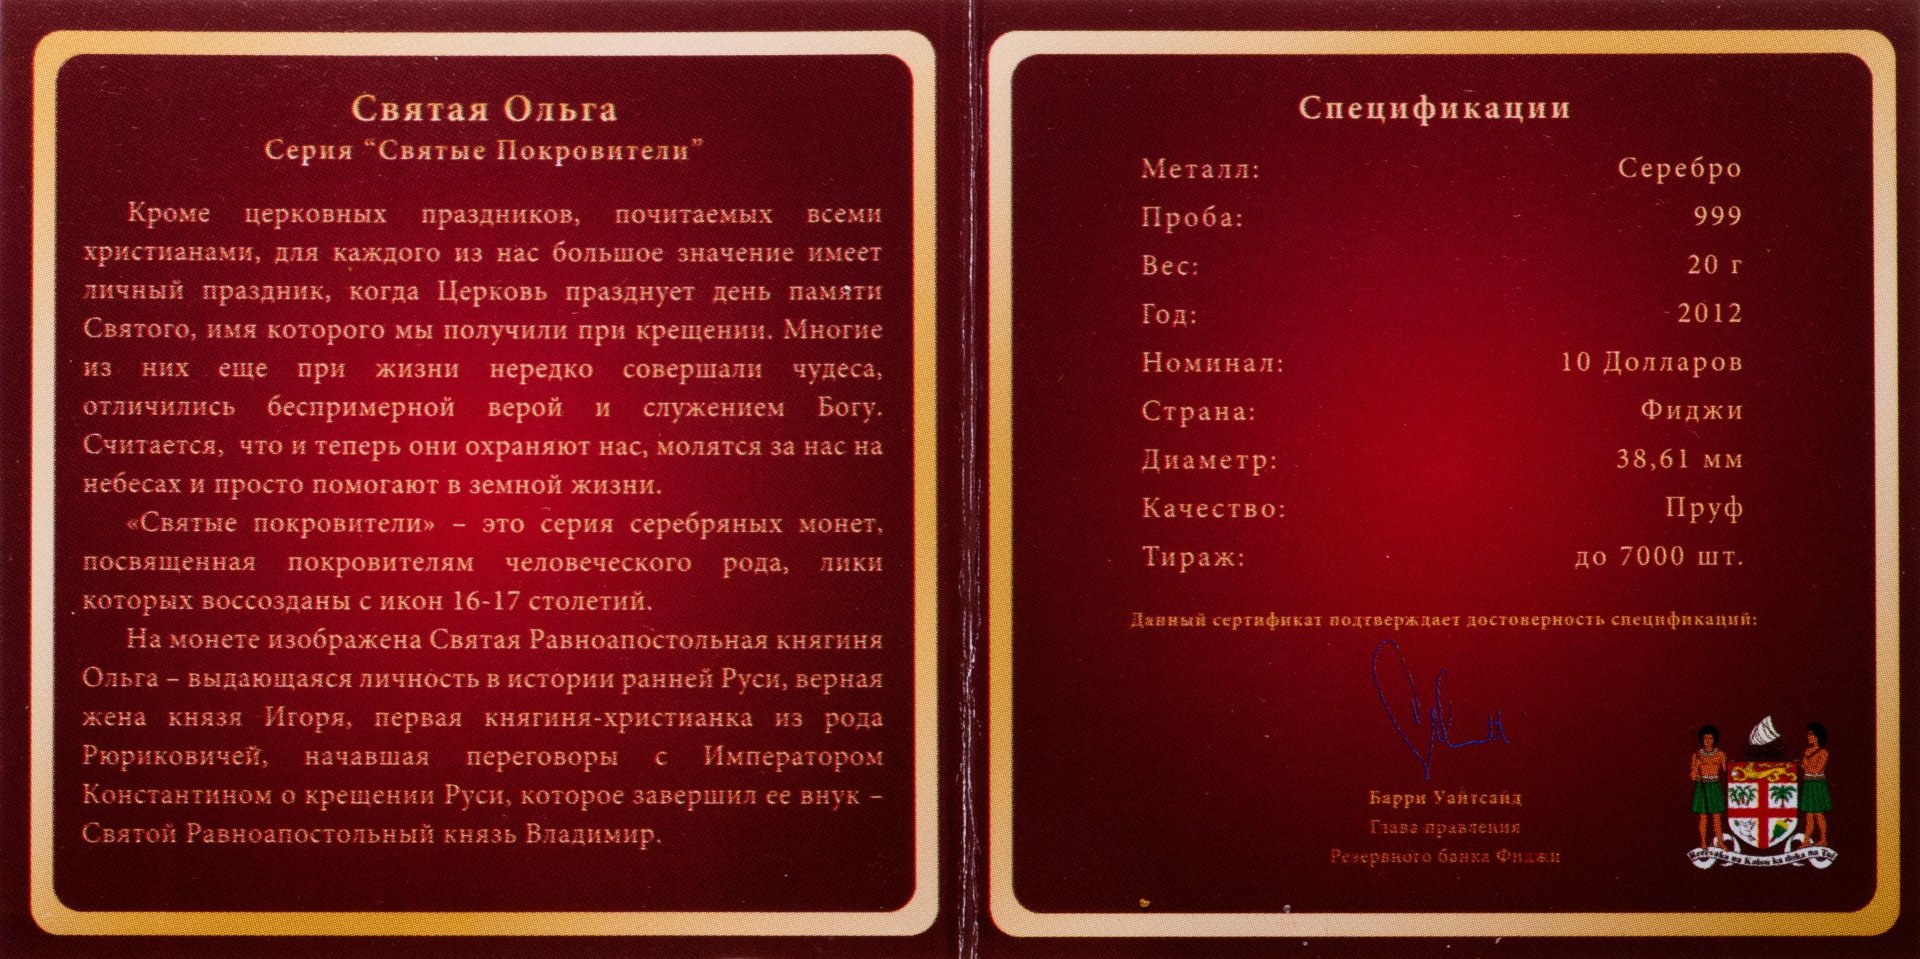 Святая Ольга
Серия “Святые Покровители”
Кроме церковных праздников, почитаемых всеми
христианами, для каждого из нас большое значение имеет
личный праздник, когда Церковь празднует день памяти
Святого, имя которого мы получили при крещении. Многие
из них еще при жизни нередко совершали чудеса,
отличились беспримерной верой и служением Богу.
Считается, что и теперь они охраняют нас, молятся за нас на
небесах и просто помогают в земной жизни.
«Святые покровители» – это серия серебряных монет,
посвященная покровителям человеческого рода, лики
которых воссозданы с икон 16-17 столетий.
На монете изображена Святая Равноапостольная княгиня
Ольга – выдающаяся личность в истории ранней Руси, верная
жена князя Игоря, первая княгиня-христианка из рода
Рюриковичей, начавшая переговоры с Императором
Константином о крещении Руси, которое завершил ее внук –
Святой Равноапостольный князь Владимир.
Спецификации
Металл: Серебро
Проба: 999
Вес: 20 г
Год: 2012
Номинал: 10 Долларов
Страна: Фиджи
Диаметр: 38,61 мм
Качество: Пруф
Тираж: до 7000 шт.
Данный сертификат подтверждает достоверность спецификаций:
Барри Уайтсайд
Глава правления
Резервного банка Фиджи